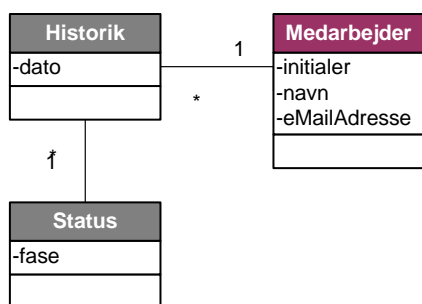 Historik
-dato
1
*
Medarbejder
-initialer
-navn
-eMailAdresse
*
1
Status
-fase